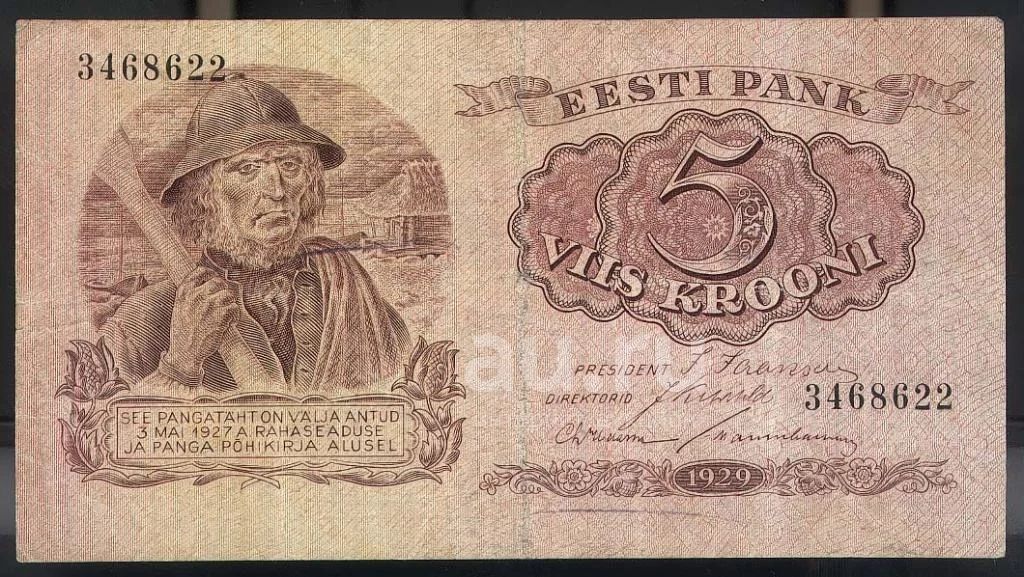 3468622
EESTI PANK
5
VIIS KROONI
PRESIDENT
DIREKTORID
3468622
SEE PANGATÄHT ON VÄLJA ANTUD
3 MAI 1927 A. RAHASEADUSE
JA PANGA PÕHIKIRJA ALUSEL
1929